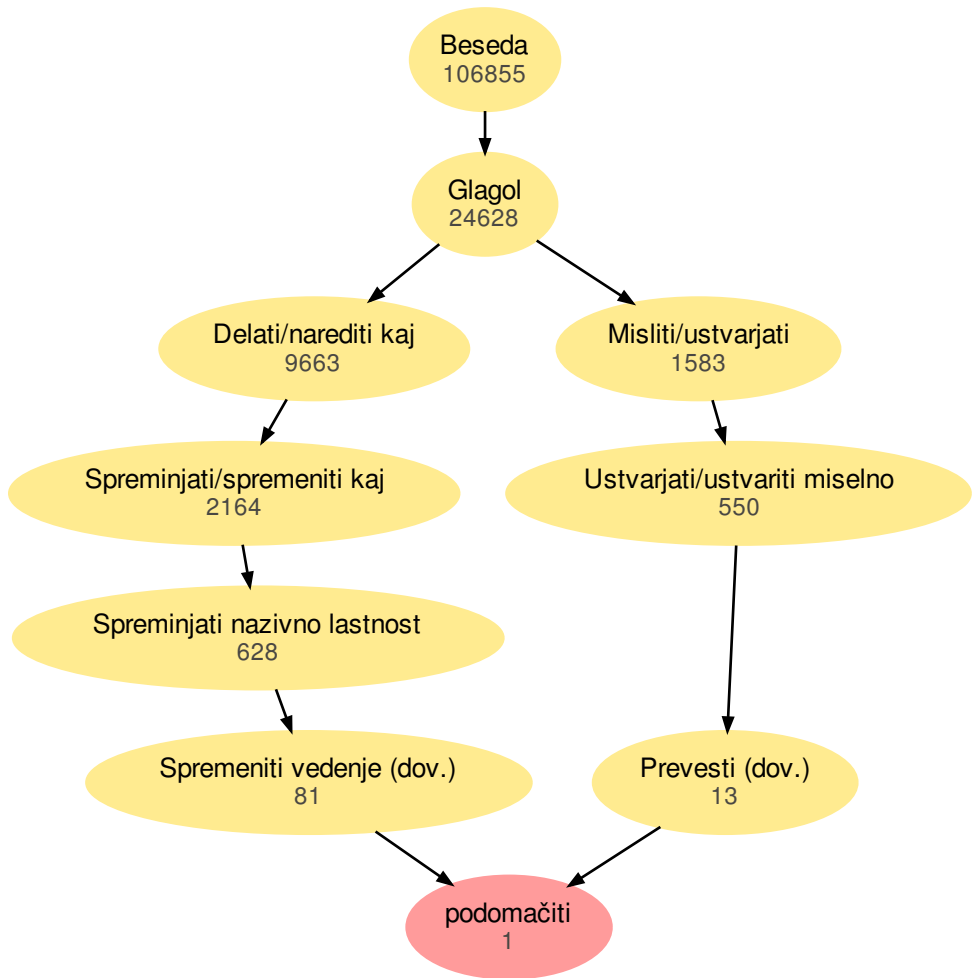 Beseda
106855
Glagol
24628
Delati/narediti kaj
9663
Misliti/ustvarjati
1583
Spreminjati/spremeniti kaj
2164
Ustvarjati/ustvariti miselno
550
Spreminjati nazivno lastnost
628
Spremeniti vedenje (dov.)
81
Prevesti (dov.)
13
podomačiti
1